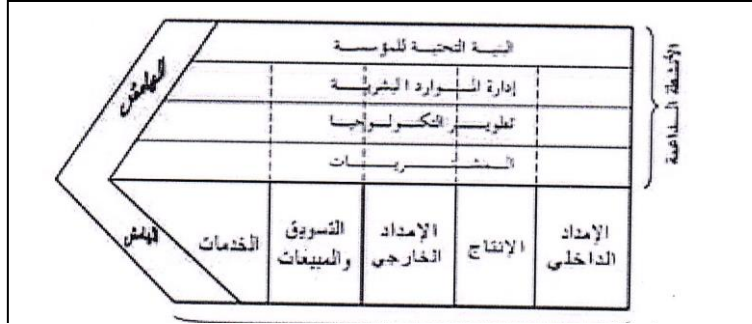 البنية التحتية للمؤسسة
إدارة الموارد البشرية
تطوير التكنولوجيا
المشتريات
الأنشطة الداعمة
الهامش
الإمداد
الداخلي
الإنتاج
الإمداد
الخارجي
التسويق
والمبيعات
الخدمات
الهامش